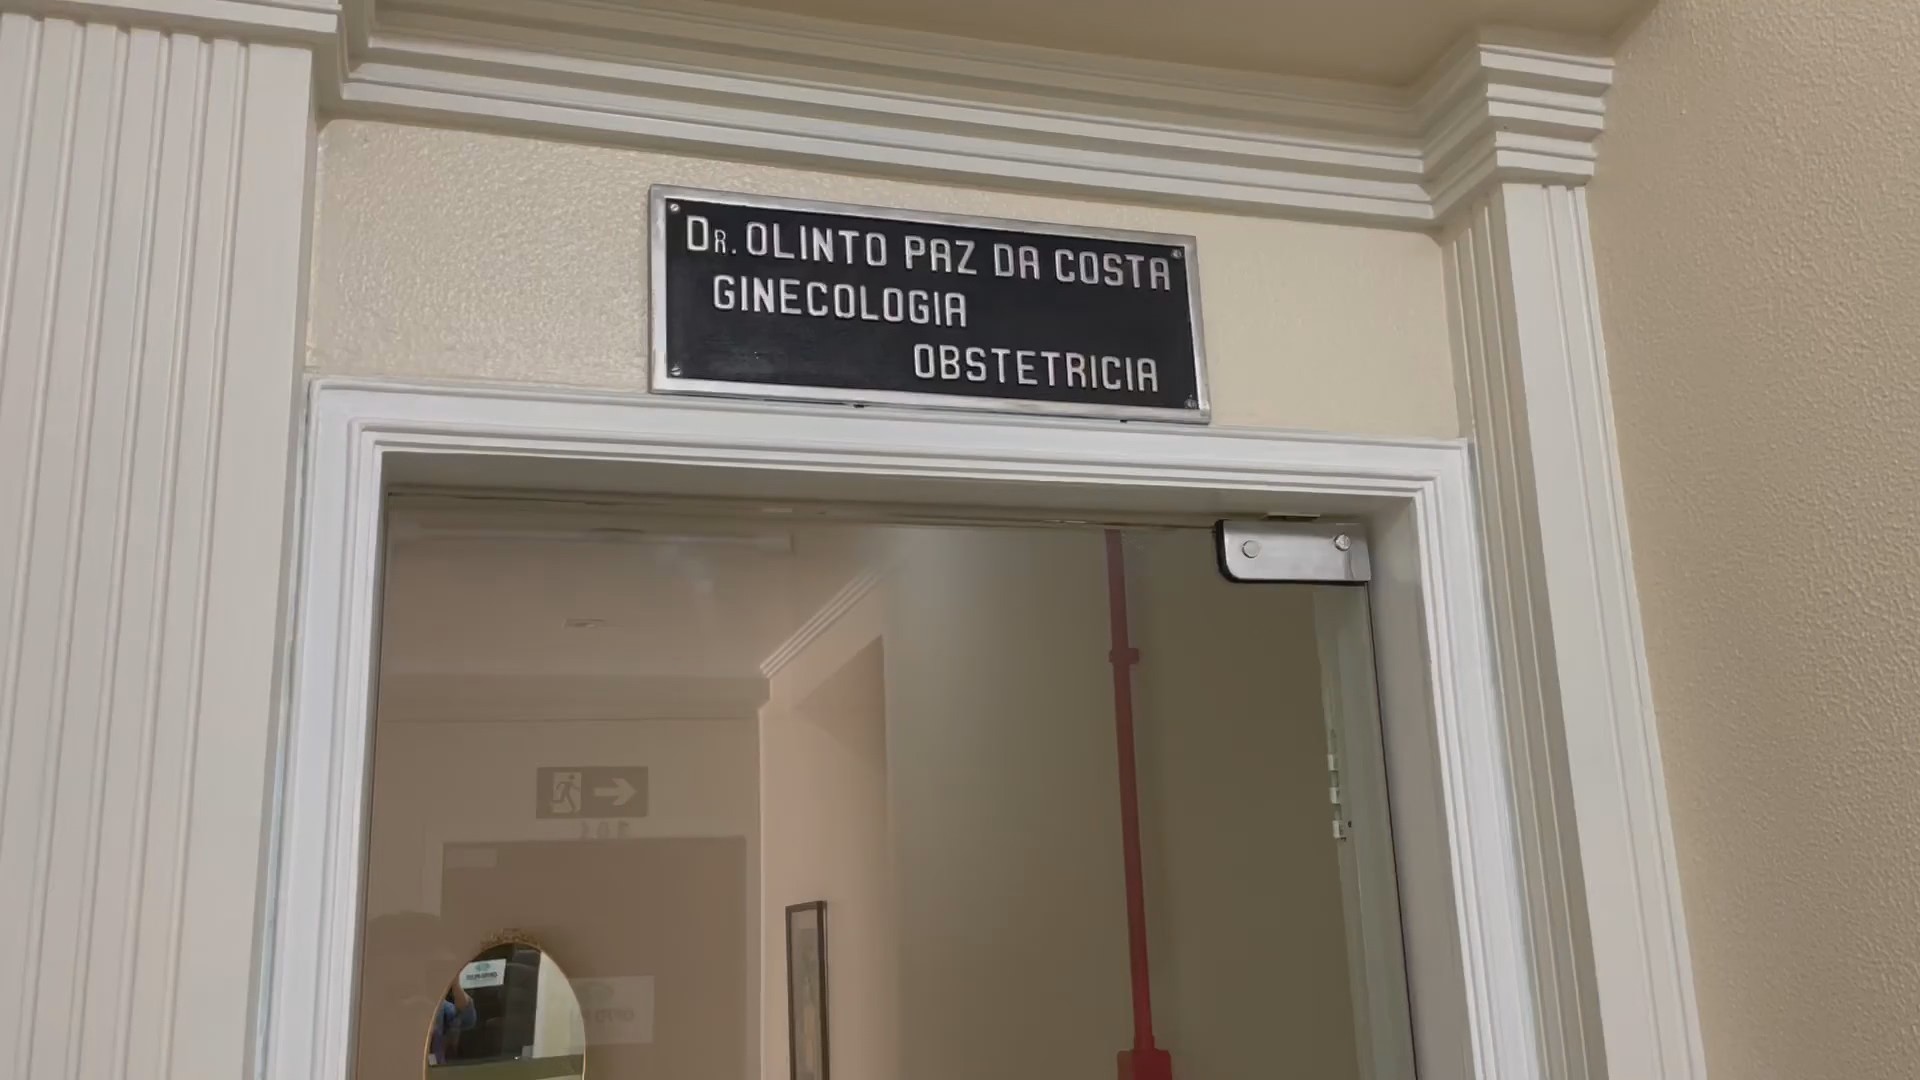 DR. OLINTO PAZ DA COSTA
GINECOLOGIA
OBSTETRICIA